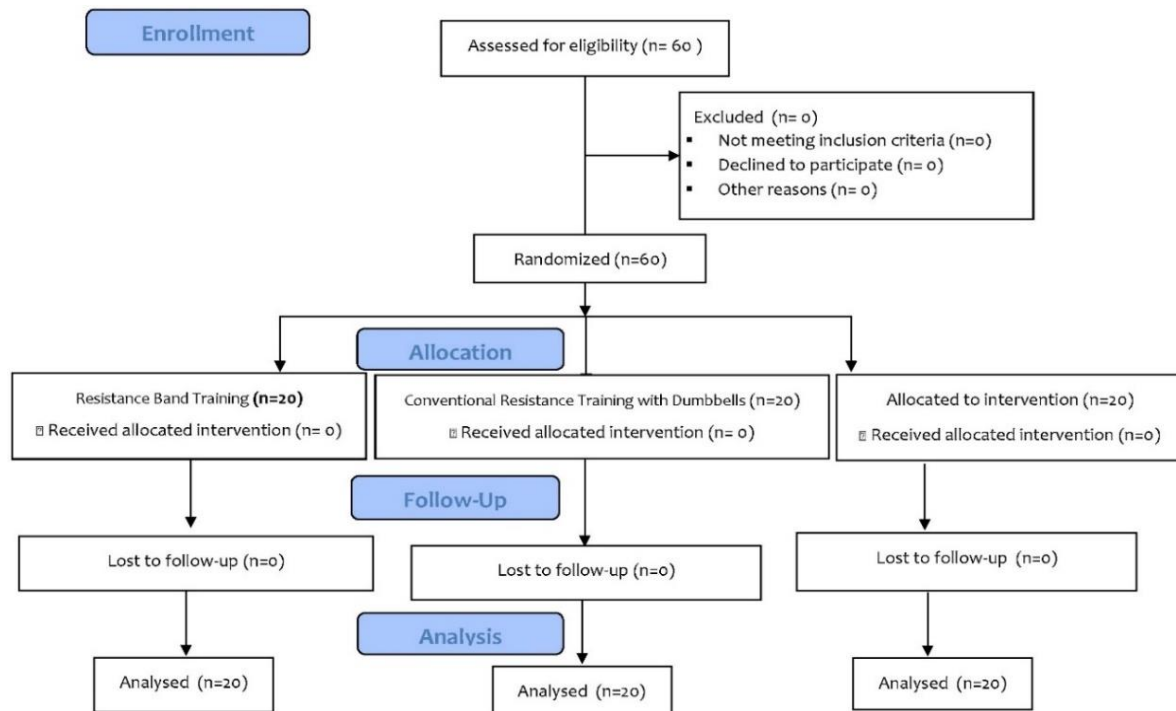 Enrollment
Assessed for eligibility (n= 60 )
Excluded (n= 0)
▪ Not meeting inclusion criteria (n=0)
▪ Declined to participate (n= 0)
▪ Other reasons (n= 0)
Randomized (n=60)
Allocation
Resistance Band Training (n=20)
⍰ Received allocated intervention (n= 0)
Conventional Resistance Training with Dumbbells (n=20)
⍰ Received allocated intervention (n= 0)
Allocated to intervention (n=20)
⍰ Received allocated intervention (n=0)
Follow-Up
Lost to follow-up (n=0)
Lost to follow-up (n=0)
Lost to follow-up (n=0)
Analysis
Analysed (n=20)
Analysed (n=20)
Analysed (n=20)